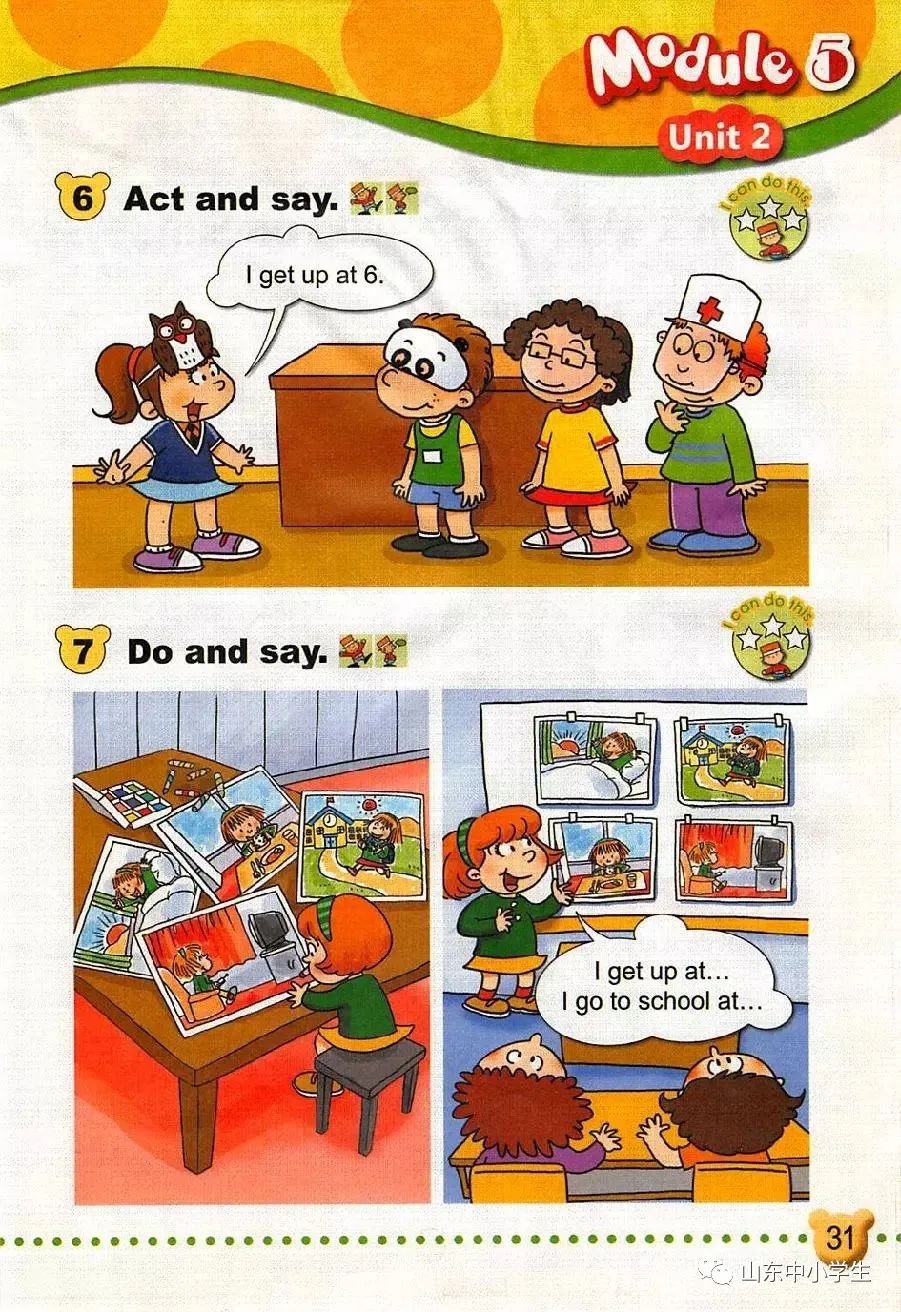 Module 5
Unit 2
6 Act and say.
I can do this.
I get up at 6.
7 Do and say.
I can do this.
I get up at...
I go to school at...
31
山东中小学生